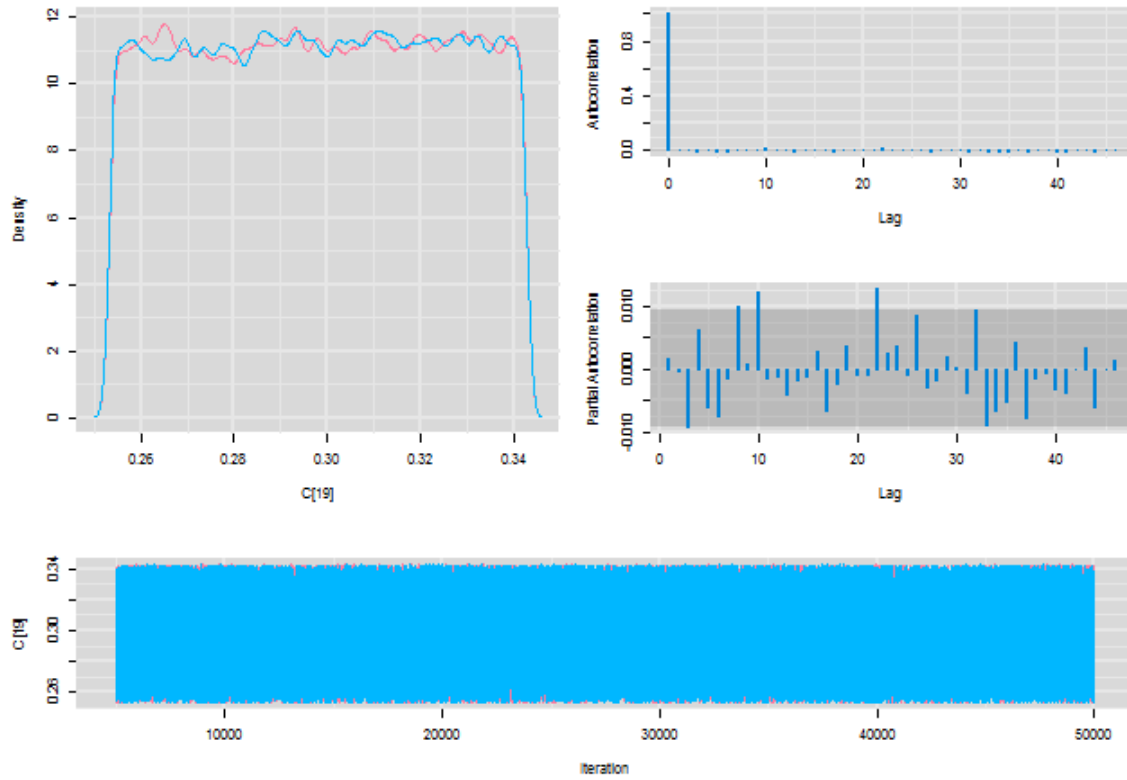 Density
12
10
8
6
4
2
0
0.26 0.28 0.30 0.32 0.34
C[19]
Autocorrelation
0.8
0.4
0.0
0 10 20 30 40
Lag
Partial Autocorrelation
0.010
0.000
-0.010
0 10 20 30 40
Lag
C[19]
0.34
0.30
0.26
10000 20000 30000 40000 50000
Iteration